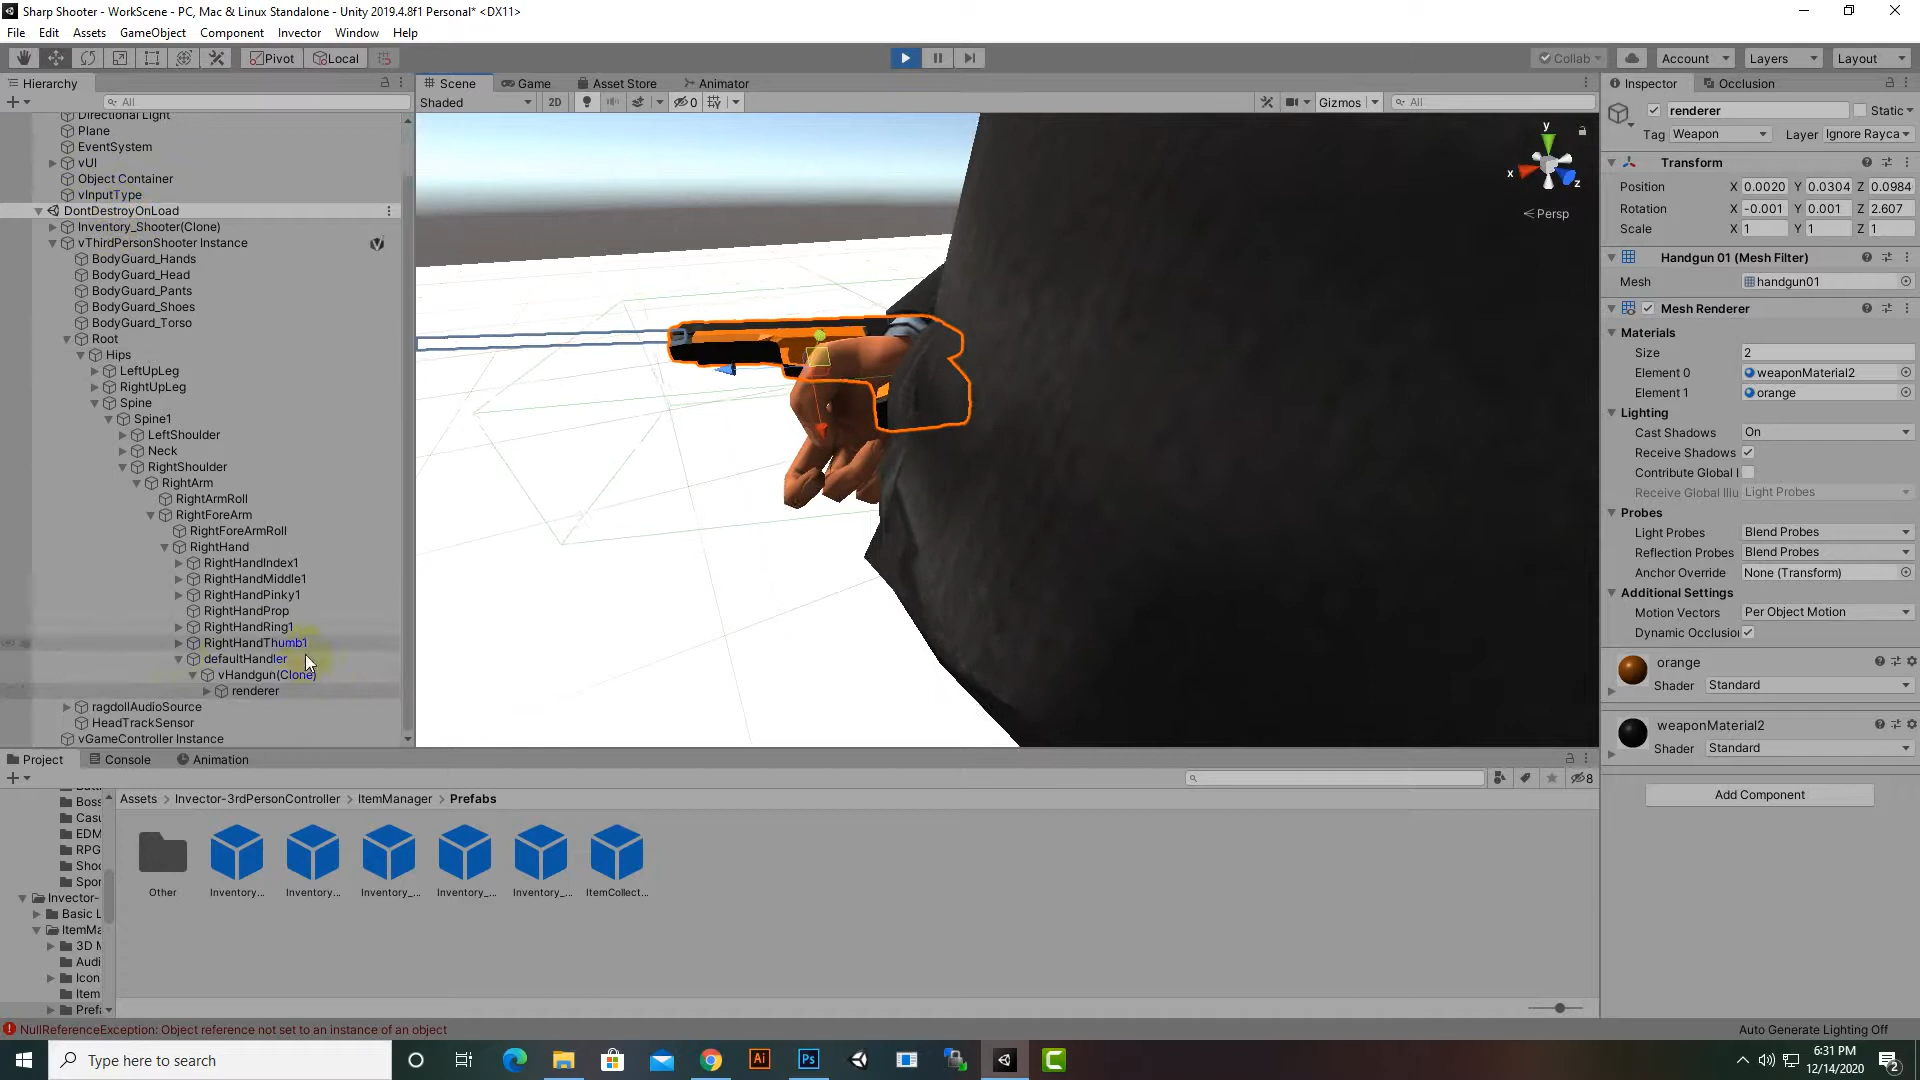 Sharp Shooter - WorkScene - PC, Mac & Linux Standalone - Unity 2019.4.8f1 Personal* <DX11>
File Edit Assets GameObject Component Invector Window Help
Pivot Local Collab Account Layers Layout
Hierarchy Scene Game Asset Store Animator Inspector Occlusion
All Shaded 2D 0 Gizmos All renderer Static
Tag Weapon Layer Ignore Rayca
Directional Light
Plane
EventSystem
vUI
Object Container
vInputType
DontDestroyOnLoad
Inventory_Shooter(Clone)
vThirdPersonShooter Instance
BodyGuard_Hands
BodyGuard_Head
BodyGuard_Pants
BodyGuard_Shoes
BodyGuard_Torso
Root
Hips
LeftUpLeg
RightUpLeg
Spine
Spine1
LeftShoulder
Neck
RightShoulder
RightArm
RightArmRoll
RightForeArm
RightForeArmRoll
RightHand
RightHandIndex1
RightHandMiddle1
RightHandPinky1
RightHandProp
RightHandRing1
RightHandThumb1
defaultHandler
vHandgun(Clone)
renderer
ragdollAudioSource
HeadTrackSensor
vGameController Instance
y
x
z
Persp
Transform
Position X 0.0020 Y 0.0304 Z 0.0984
Rotation X -0.001 Y 0.001 Z 2.607
Scale X 1 Y 1 Z 1
Handgun 01 (Mesh Filter)
Mesh handgun01
Mesh Renderer
Materials
Size 2
Element 0 weaponMaterial2
Element 1 orange
Lighting
Cast Shadows On
Receive Shadows
Contribute Global I
Receive Global Illu Light Probes
Probes
Light Probes Blend Probes
Reflection Probes Blend Probes
Anchor Override None (Transform)
Additional Settings
Motion Vectors Per Object Motion
Dynamic Occlusion
orange
Shader Standard
weaponMaterial2
Shader Standard
Add Component
Project Console Animation
8
Assets > Invector-3rdPersonController > ItemManager > Prefabs
Boss
Casu
EDM
RPG
Shoo
Spor
Invector-
Basic L
ItemMa
3D M
Audi
Icon
Item
Prefa
Other Inventory... Inventory... Inventory_... Inventory_... Inventory_... ItemCollect...
NullReferenceException: Object reference not set to an instance of an object
Auto Generate Lighting Off
Type here to search
Ai
Ps
6:31 PM
12/14/2020
2